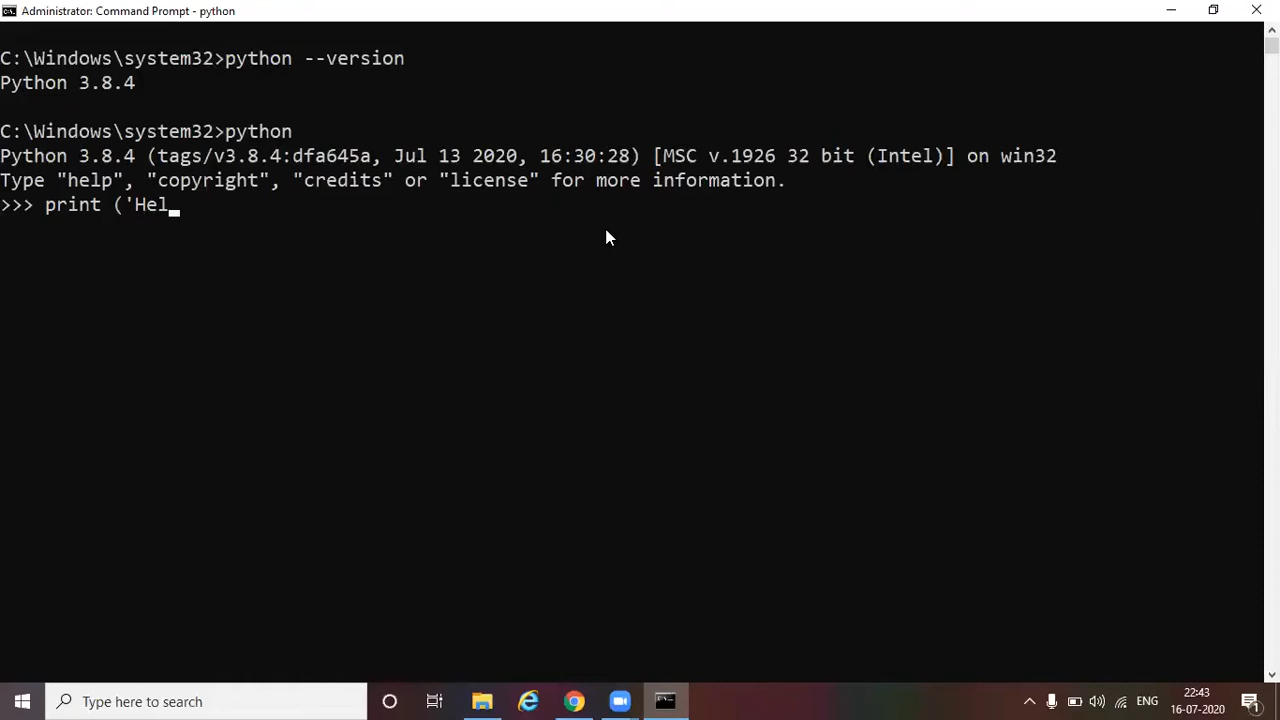 Administrator: Command Prompt - python
C:\Windows\system32>python --version
Python 3.8.4
C:\Windows\system32>python
Python 3.8.4 (tags/v3.8.4:dfa645a, Jul 13 2020, 16:30:28) [MSC v.1926 32 bit (Intel)] on win32
Type "help", "copyright", "credits" or "license" for more information.
>>> print ('Hel_
Type here to search
ENG
22:43
16-07-2020
1